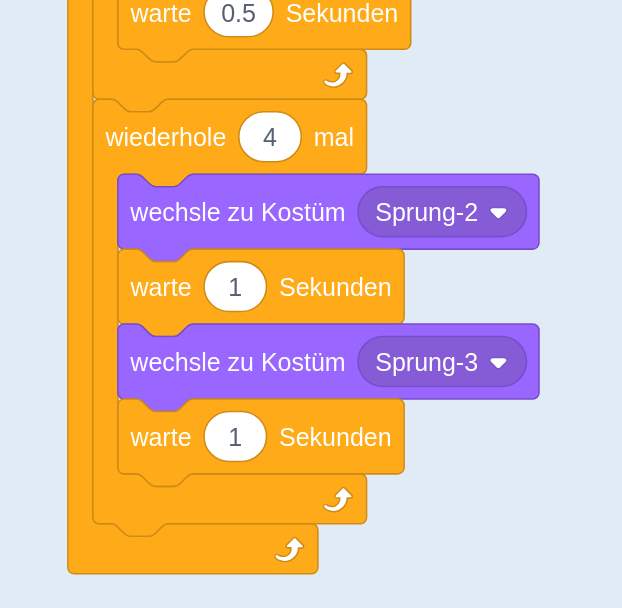 warte 0.5 Sekunden
wiederhole 4 mal
wechsle zu Kostüm Sprung-2
warte 1 Sekunden
wechsle zu Kostüm Sprung-3
warte 1 Sekunden